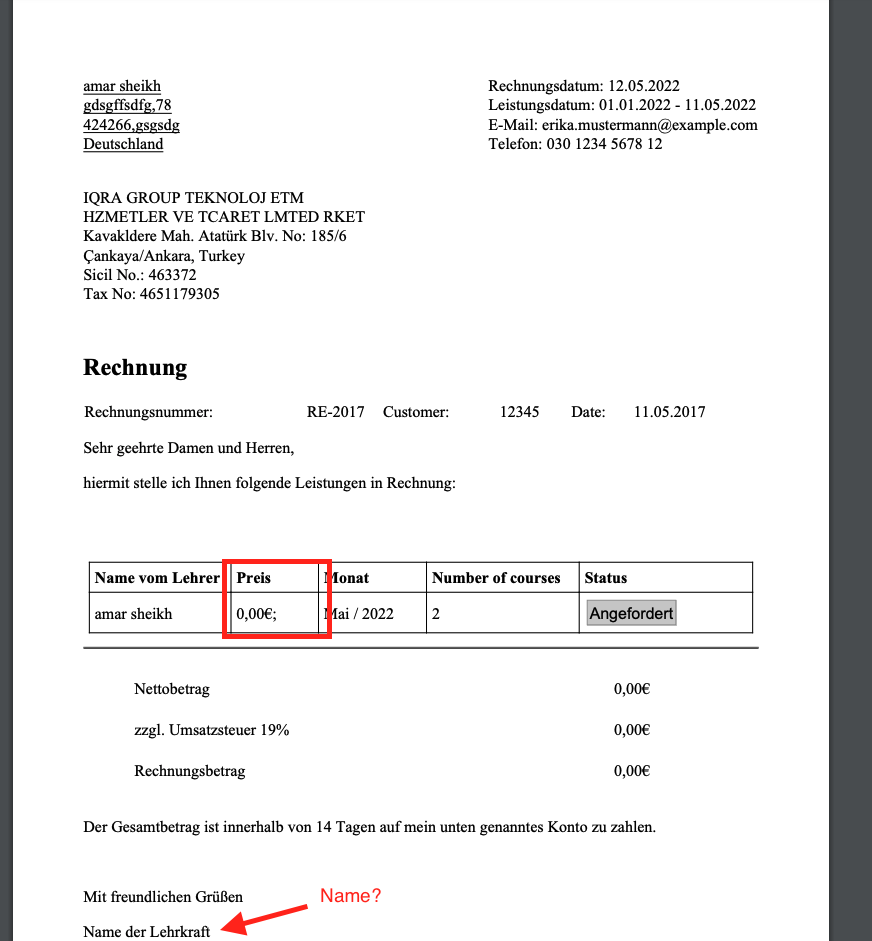 amar sheikh
gdsgffsdfg,78
424266,gsgsdg
Deutschland
Rechnungsdatum: 12.05.2022
Leistungsdatum: 01.01.2022 - 11.05.2022
E-Mail: erika.mustermann@example.com
Telefon: 030 1234 5678 12
IQRA GROUP TEKNOLOJ ETM
HZMETLER VE TCARET LMTED RKET
Kavakldere Mah. Atatürk Blv. No: 185/6
Çankaya/Ankara, Turkey
Sicil No.: 463372
Tax No: 4651179305
Rechnung
Rechnungsnummer: RE-2017 Customer: 12345 Date: 11.05.2017
Sehr geehrte Damen und Herren,
hiermit stelle ich Ihnen folgende Leistungen in Rechnung:
Name vom Lehrer Preis Monat Number of courses Status
amar sheikh 0,00€; Mai / 2022 2 Angefordert
Nettobetrag 0,00€
zzgl. Umsatzsteuer 19% 0,00€
Rechnungsbetrag 0,00€
Der Gesamtbetrag ist innerhalb von 14 Tagen auf mein unten genanntes Konto zu zahlen.
Mit freundlichen Grüßen
Name?
Name der Lehrkraft